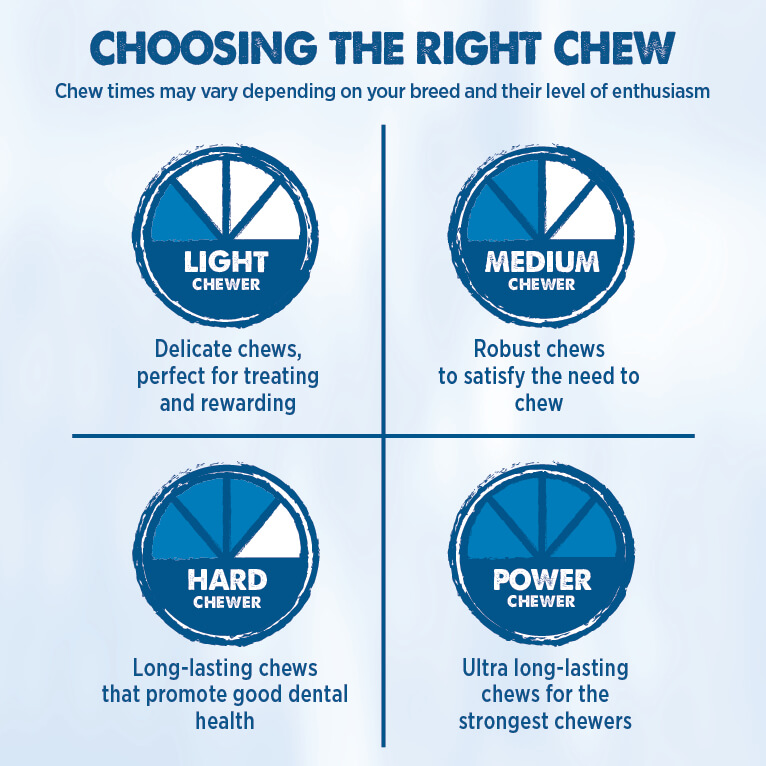 CHOOSING THE RIGHT CHEW
Chew times may vary depending on your breed and their level of enthusiasm
LIGHT
CHEWER
Delicate chews,
perfect for treating
and rewarding
MEDIUM
CHEWER
Robust chews
to satisfy the need to
chew
HARD
CHEWER
Long-lasting chews
that promote good dental
health
POWER
CHEWER
Ultra long-lasting
chews for the
strongest chewers